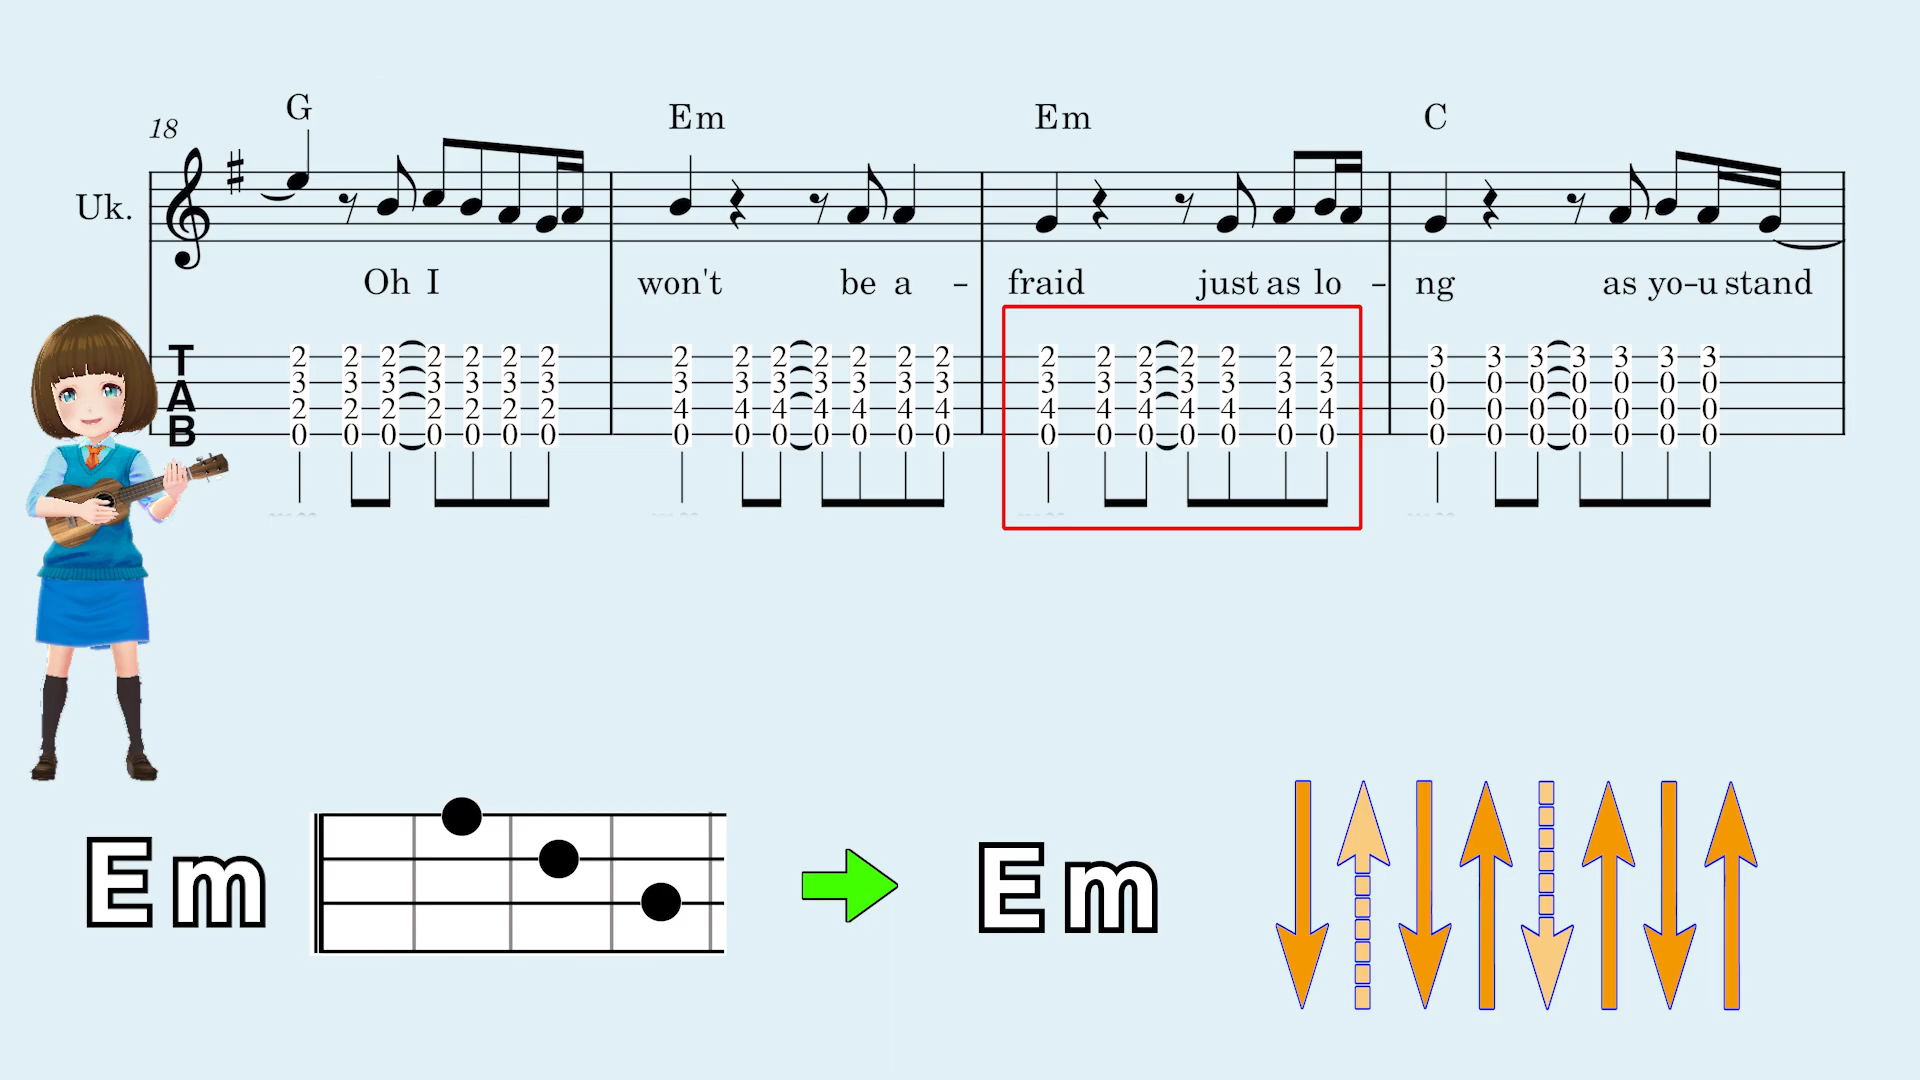 G Em Em C
18
Uk.
Oh I won't be a - fraid just as lo - ng as yo-u stand
T 2 2 2 2 2 2 2 2 2 2 2 2 2 2 2 2 2 2 2 2 2 3 3 3 3 3 3 3
A 3 3 3 3 3 3 3 3 3 3 3 3 3 3 3 3 3 3 3 3 3 0 0 0 0 0 0 0
2 2 2 2 2 2 2 4 4 4 4 4 4 4 4 4 4 4 4 4 4 0 0 0 0 0 0 0
B 0 0 0 0 0 0 0 0 0 0 0 0 0 0 0 0 0 0 0 0 0 0 0 0 0 0 0 0
Em Em